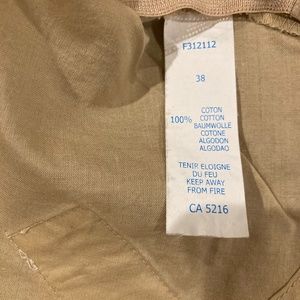 F312112
38
COTON
100% COTTON
BAUMWOLLE
COTONE
ALGODON
ALGODAO
TENIR ELOIGNE
DU FEU
KEEP AWAY
FROM FIRE
CA 5216